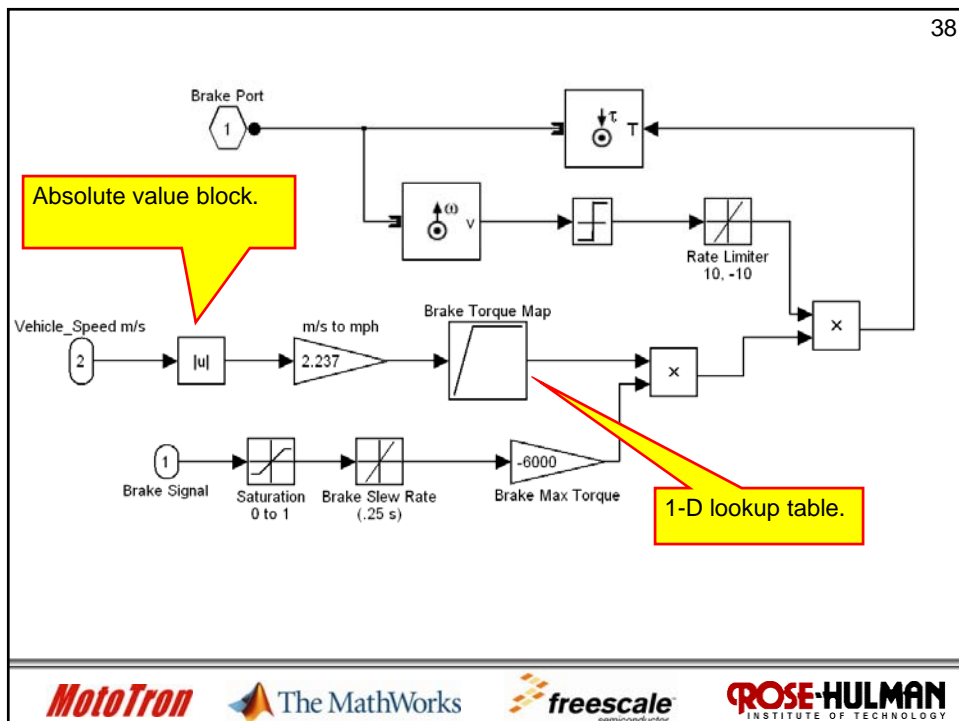 38
Brake Port
1
τ
T
Absolute value block.
ω
v
Rate Limiter
10, -10
Vehicle_Speed m/s
m/s to mph
Brake Torque Map
2
|u|
2.237
×
×
1
-6000
Brake Signal
Saturation
0 to 1
Brake Slew Rate
(.25 s)
Brake Max Torque
1-D lookup table.
MotoTron
The MathWorks
freescale
semiconductor
ROSE-HULMAN
INSTITUTE OF TECHNOLOGY